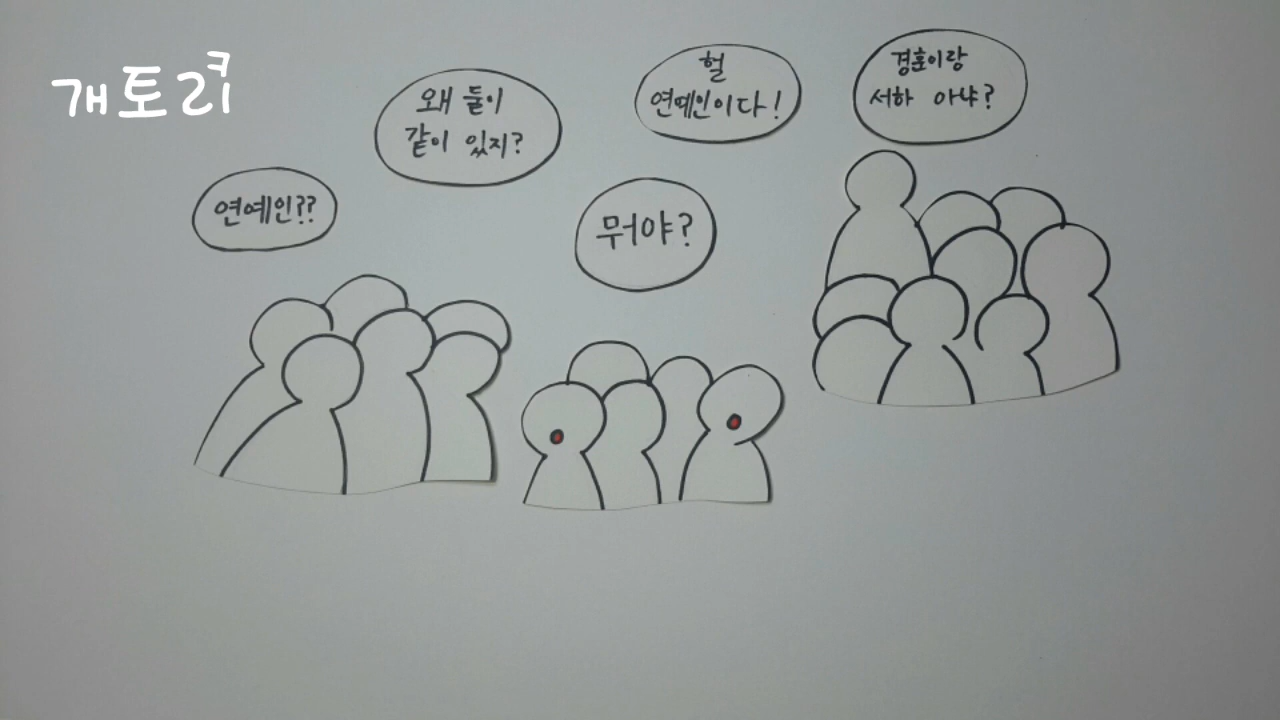 개토리
왜 둘이
같이 있지?
헐
연예인이다!
경훈이랑
서하 아냐?
연예인??
뭐야?